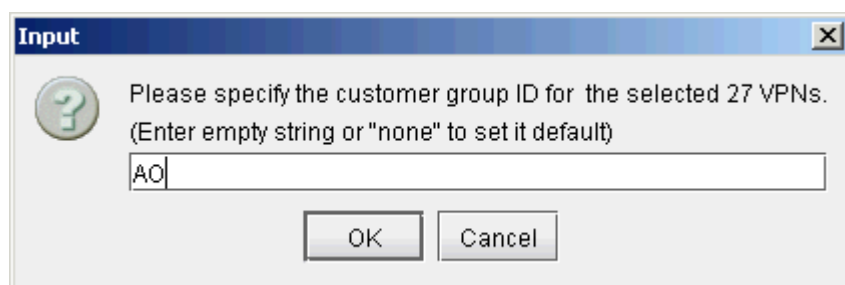 Input
Please specify the customer group ID for the selected 27 VPNs.
(Enter empty string or "none" to set it default)
AO
OK
Cancel